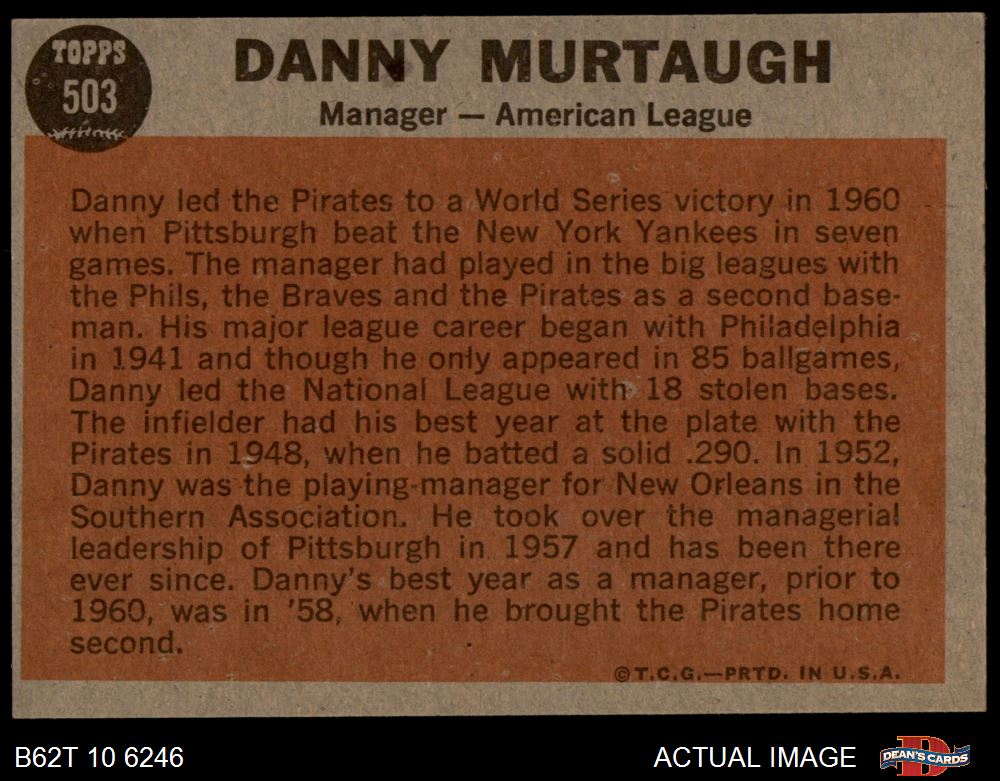 TOPPS
503
DANNY MURTAUGH
Manager — American League
Danny led the Pirates to a World Series victory in 1960
when Pittsburgh beat the New York Yankees in seven
games. The manager had played in the big leagues with
the Phils, the Braves and the Pirates as a second base-
man. His major league career began with Philadelphia
in 1941 and though he only appeared in 85 ballgames,
Danny led the National League with 18 stolen bases.
The infielder had his best year at the plate with the
Pirates in 1948, when he batted a solid .290. In 1952,
Danny was the playing-manager for New Orleans in the
Southern Association. He took over the managerial
leadership of Pittsburgh in 1957 and has been there
ever since. Danny's best year as a manager, prior to
1960, was in '58, when he brought the Pirates home
second.
©T.C.G.—PRTD. IN U.S.A.
B62T 10 6246
ACTUAL IMAGE
D
DEAN'S CARDS